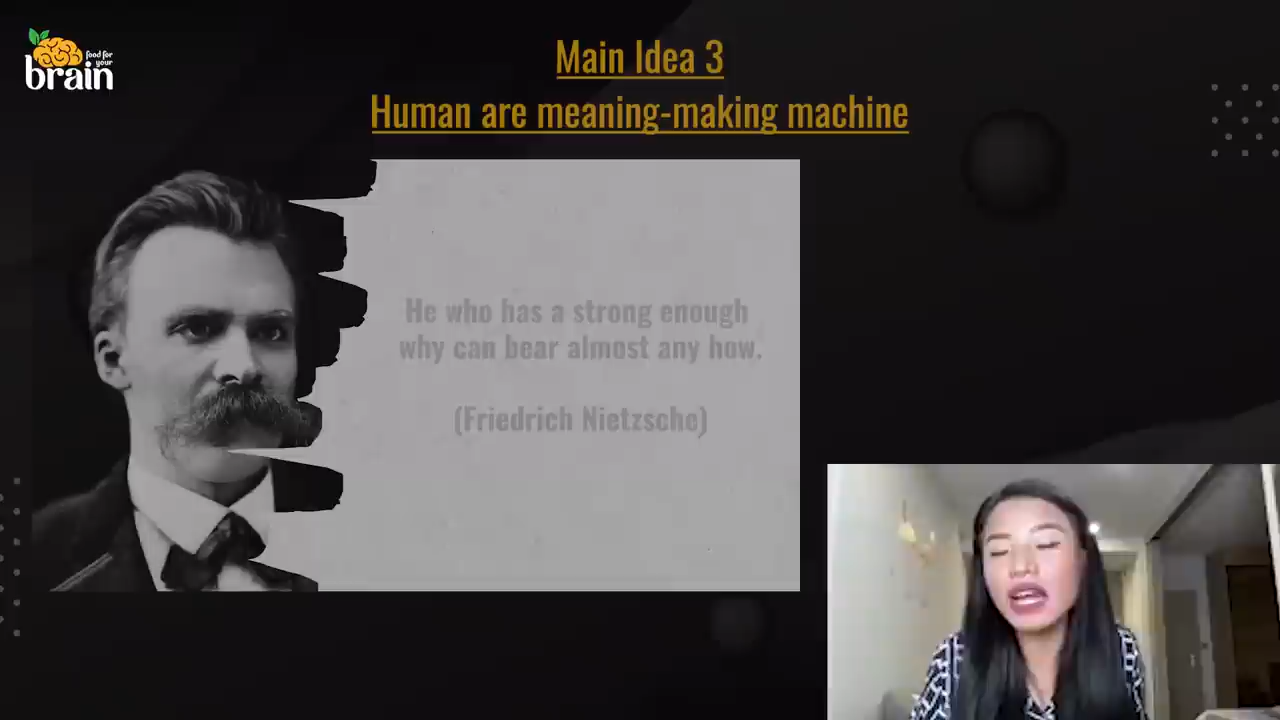 food for
your
brain
Main Idea 3
Human are meaning-making machine
He who has a strong enough
why can bear almost any how.
(Friedrich Nietzsche)